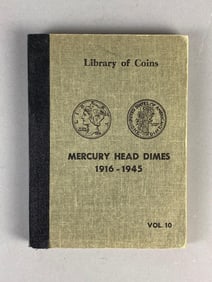 Library of Coins
MERCURY HEAD DIMES
1916-1945
VOL. 10